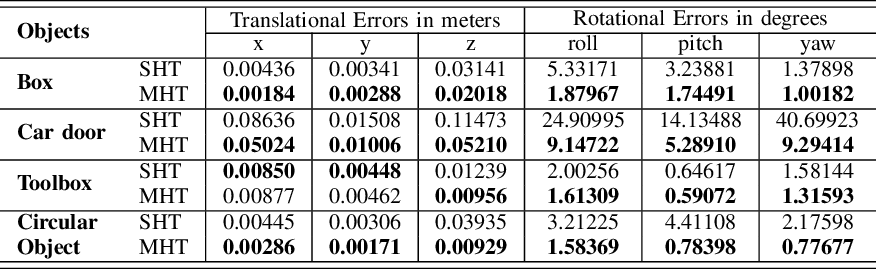 Objects Translational Errors in meters Rotational Errors in degrees
x y z roll pitch yaw
Box SHT 0.00436 0.00341 0.03141 5.33171 3.23881 1.37898
MHT 0.00184 0.00288 0.02018 1.87967 1.74491 1.00182
Car door SHT 0.08636 0.01508 0.11473 24.90995 14.13488 40.69923
MHT 0.05024 0.01006 0.05210 9.14722 5.28910 9.29414
Toolbox SHT 0.00850 0.00448 0.01239 2.00256 0.64617 1.58144
MHT 0.00877 0.00462 0.00956 1.61309 0.59072 1.31593
Circular SHT 0.00445 0.00306 0.03935 3.21225 4.41108 2.17598
Object MHT 0.00286 0.00171 0.00929 1.58369 0.78398 0.77677